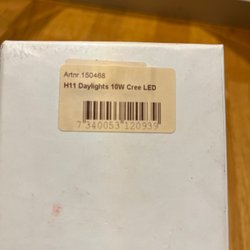 Artnr 150468
H11 Daylights 10W Cree LED
7 340053 120939